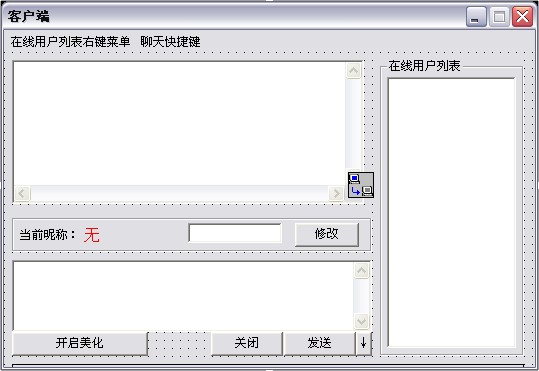 客户端
在线用户列表右键菜单 聊天快捷键
在线用户列表
当前昵称： 无 修改
开启美化 关闭 发送 ↓